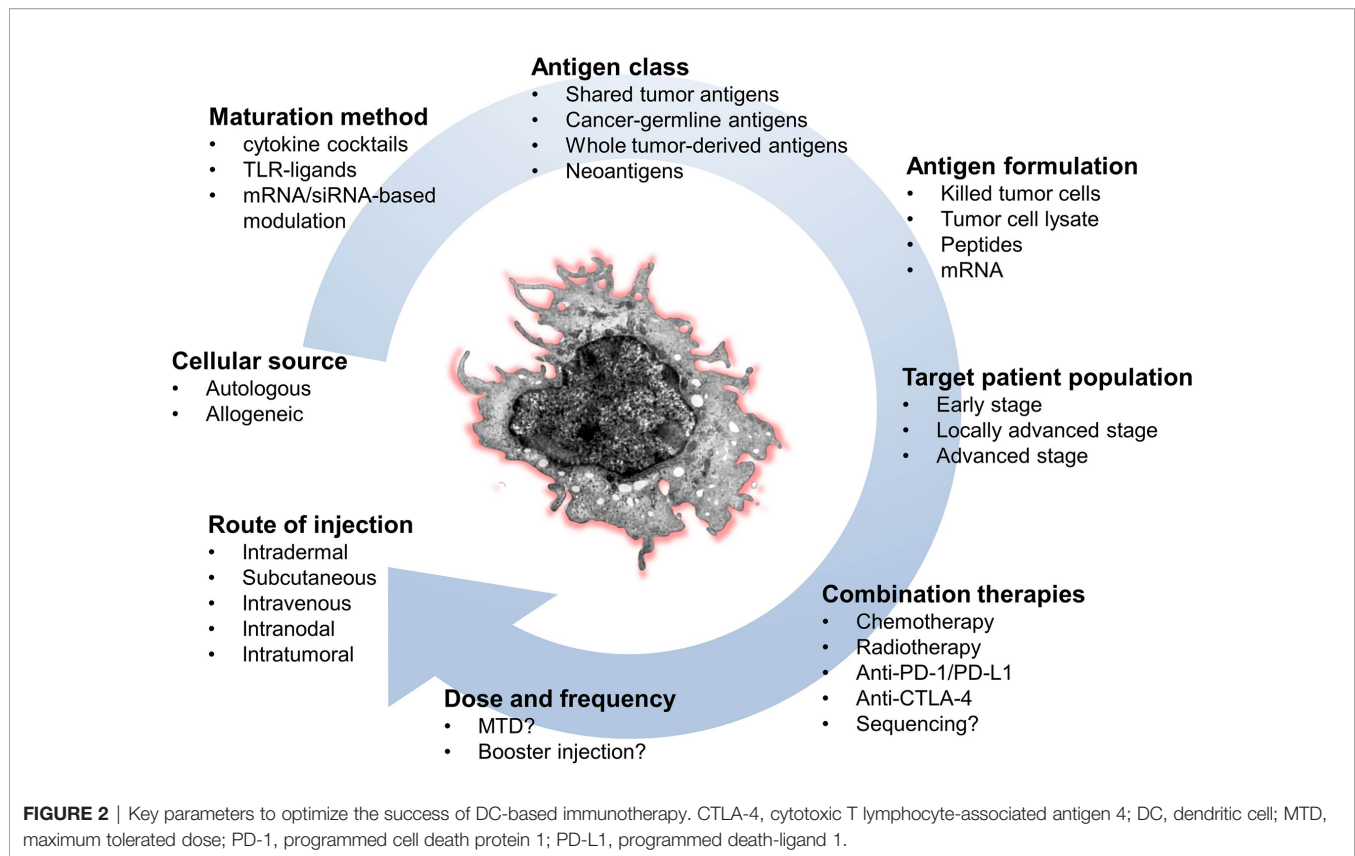 Antigen class
• Shared tumor antigens
• Cancer-germline antigens
• Whole tumor-derived antigens
• Neoantigens
Maturation method
• cytokine cocktails
• TLR-ligands
• mRNA/siRNA-based
modulation
Antigen formulation
• Killed tumor cells
• Tumor cell lysate
• Peptides
• mRNA
Cellular source
• Autologous
• Allogeneic
Target patient population
• Early stage
• Locally advanced stage
• Advanced stage
Route of injection
• Intradermal
• Subcutaneous
• Intravenous
• Intranodal
• Intratumoral
Combination therapies
• Chemotherapy
• Radiotherapy
• Anti-PD-1/PD-L1
• Anti-CTLA-4
• Sequencing?
Dose and frequency
• MTD?
• Booster injection?
FIGURE 2 | Key parameters to optimize the success of DC-based immunotherapy. CTLA-4, cytotoxic T lymphocyte-associated antigen 4; DC, dendritic cell; MTD,
maximum tolerated dose; PD-1, programmed cell death protein 1; PD-L1, programmed death-ligand 1.